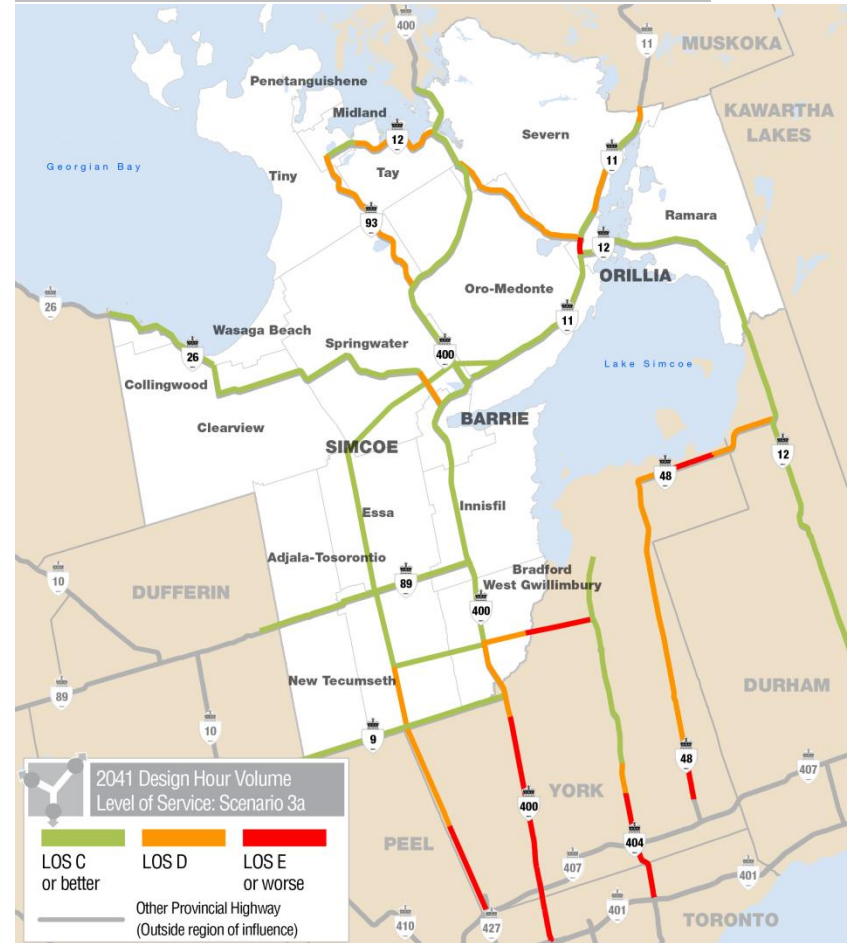 400
11
MUSKOKA
Penetanguishene
Midland
KAWARTHA
LAKES
Severn
12
Georgian Bay
Tiny
Tay
11
Ramara
93
12
ORILLIA
26
Oro-Medonte
11
Wasaga Beach
Springwater
400
26
Lake Simcoe
Collingwood
BARRIE
Clearview
SIMCOE
12
48
Essa
Innisfil
Adjala-Tosorontio
Bradford
West Gwillimbury
10
DUFFERIN
89
400
New Tecumseth
DURHAM
89
10
9
48
407
2041 Design Hour Volume
Level of Service: Scenario 3a
YORK
400
PEEL
404
LOS C
or better
LOS D
LOS E
or worse
407
401
Other Provincial Highway
(Outside region of influence)
410
427
401
TORONTO